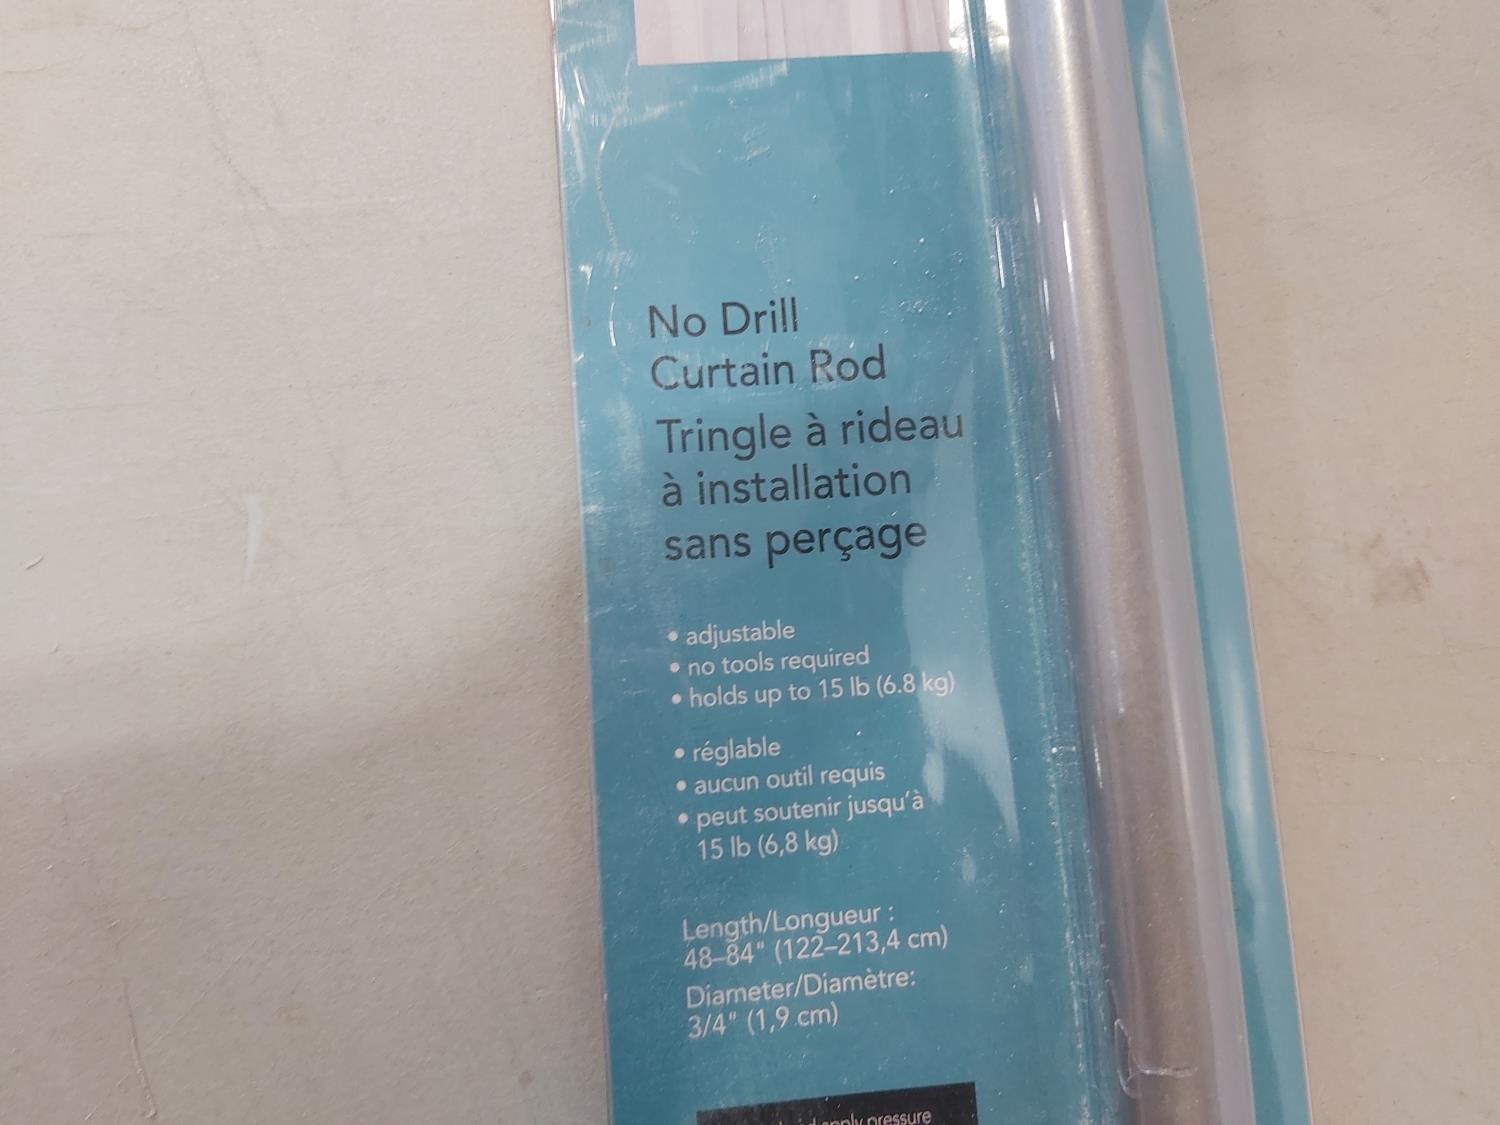 No Drill
Curtain Rod
Tringle à rideau
à installation
sans perçage
• adjustable
• no tools required
• holds up to 15 lb (6.8 kg)
• réglable
• aucun outil requis
• peut soutenir jusqu'à
15 lb (6,8 kg)
Length/Longueur :
48–84" (122–213,4 cm)
Diameter/Diamètre:
3/4" (1,9 cm)
apply pressure